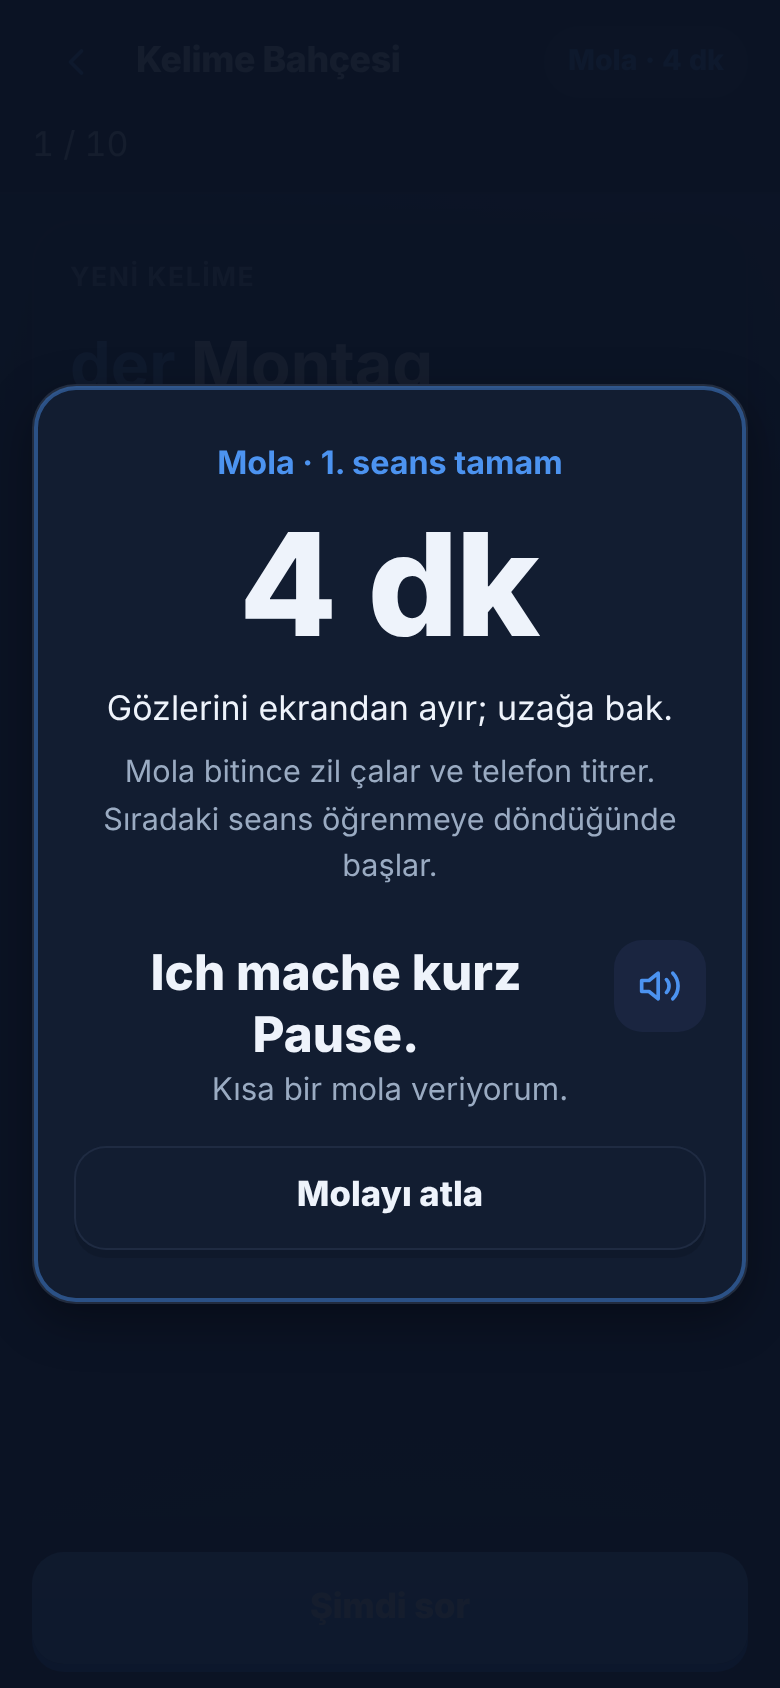 Kelime Bahçesi
Mola · 4 dk
1 / 10
YENİ KELİME
der Montag
Mola · 1. seans tamam
4 dk
Gözlerini ekrandan ayır; uzağa bak.
Mola bitince zil çalar ve telefon titrer.
Sıradaki seans öğrenmeye döndüğünde
başlar.
Ich mache kurz
Pause.
Kısa bir mola veriyorum.
Molayı atla
Şimdi sor